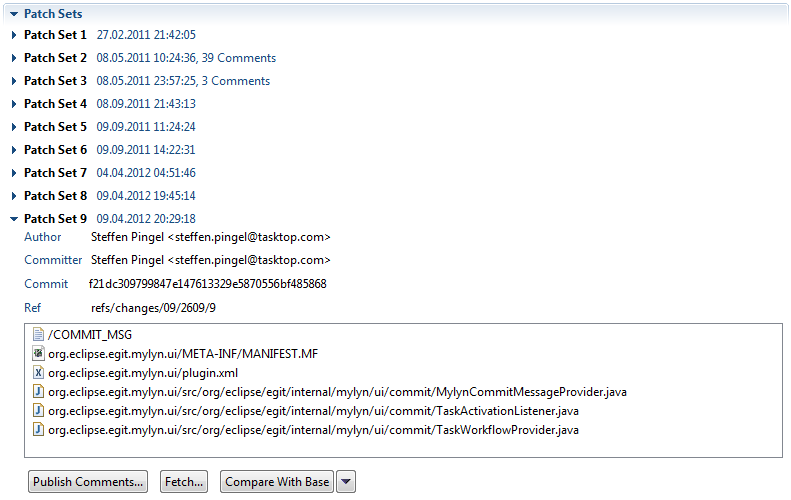 Patch Sets
Patch Set 1 27.02.2011 21:42:05
Patch Set 2 08.05.2011 10:24:36, 39 Comments
Patch Set 3 08.05.2011 23:57:25, 3 Comments
Patch Set 4 08.09.2011 21:43:13
Patch Set 5 09.09.2011 11:24:24
Patch Set 6 09.09.2011 14:22:31
Patch Set 7 04.04.2012 04:51:46
Patch Set 8 09.04.2012 19:45:14
Patch Set 9 09.04.2012 20:29:18
Author Steffen Pingel <steffen.pingel@tasktop.com>
Committer Steffen Pingel <steffen.pingel@tasktop.com>
Commit f21dc309799847e147613329e5870556bf485868
Ref refs/changes/09/2609/9
/COMMIT_MSG
org.eclipse.egit.mylyn.ui/META-INF/MANIFEST.MF
org.eclipse.egit.mylyn.ui/plugin.xml
org.eclipse.egit.mylyn.ui/src/org/eclipse/egit/internal/mylyn/ui/commit/MylynCommitMessageProvider.java
org.eclipse.egit.mylyn.ui/src/org/eclipse/egit/internal/mylyn/ui/commit/TaskActivationListener.java
org.eclipse.egit.mylyn.ui/src/org/eclipse/egit/internal/mylyn/ui/commit/TaskWorkflowProvider.java
Publish Comments... Fetch... Compare With Base